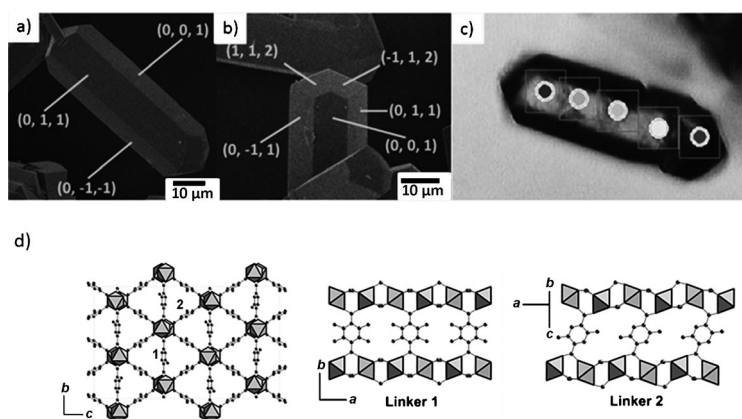 a)
(0, 0, 1)
(0, 1, 1)
(0, -1,-1)
10 µm
b)
(1, 1, 2)
(-1, 1, 2)
(0, 1, 1)
(0, -1, 1)
(0, 0, 1)
10 µm
c)
d)
2
1
b
c
b
a
Linker 1
b
a
c
Linker 2